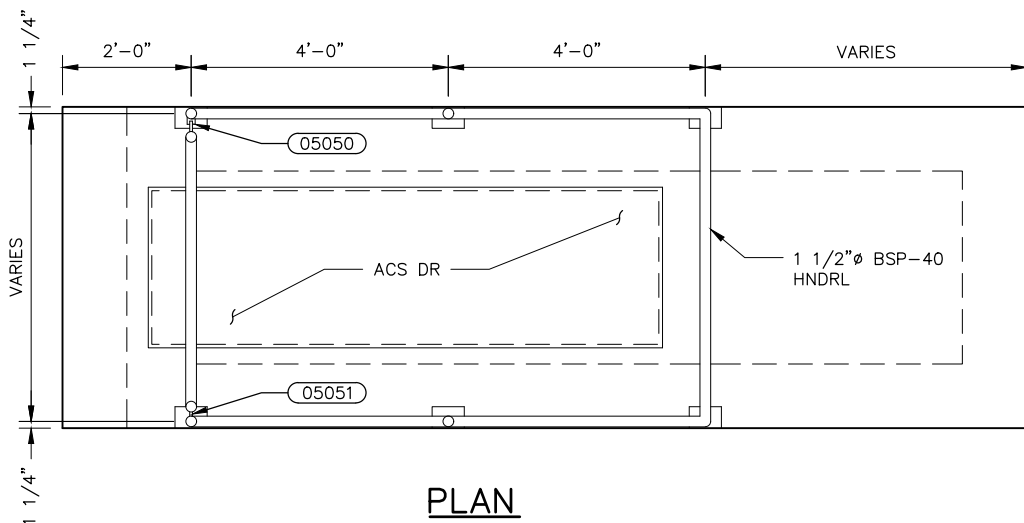 1 1/4"
2'-0"
4'-0"
4'-0"
VARIES
05050
VARIES
ACS DR
1 1/2"ø BSP-40
HNDRL
05051
1 1/4"
PLAN